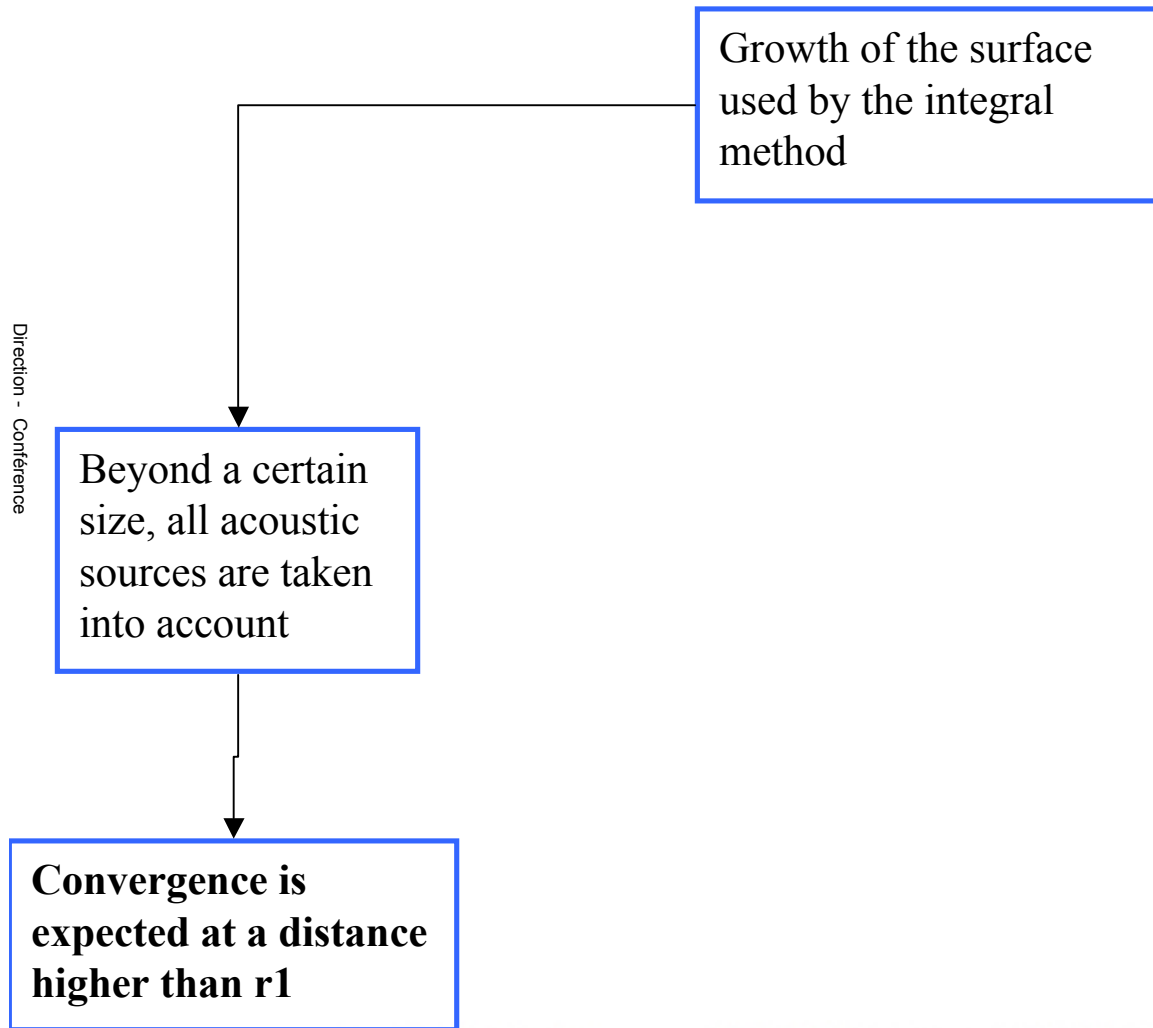 Growth of the surface
used by the integral
method
Direction - Conférence
Beyond a certain
size, all acoustic
sources are taken
into account
Convergence is
expected at a distance
higher than r1